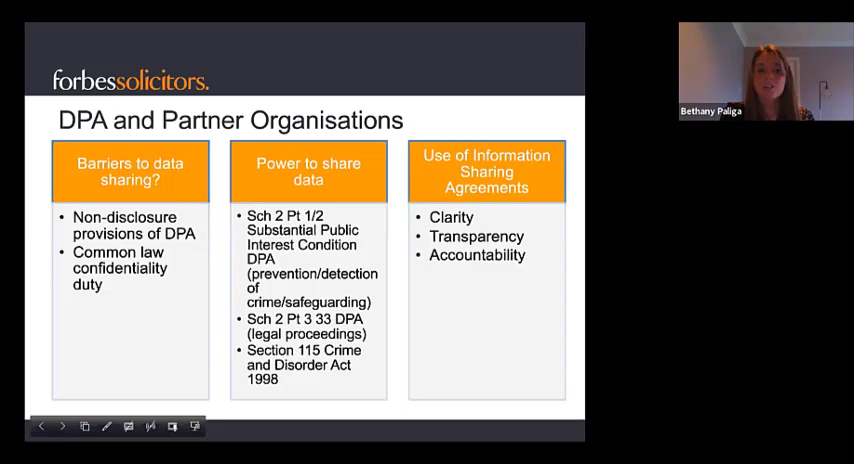 forbessolicitors.
DPA and Partner Organisations
Barriers to data
sharing?
Non-disclosure
provisions of DPA
Common law
confidentiality
duty
Power to share
data
Sch 2 Pt 1/2
Substantial Public
Interest Condition
DPA
(prevention/detection
of
crime/safeguarding)
Sch 2 Pt 3 33 DPA
(legal proceedings)
Section 115 Crime
and Disorder Act
1998
Use of Information
Sharing
Agreements
Clarity
Transparency
Accountability
Bethany Paliga